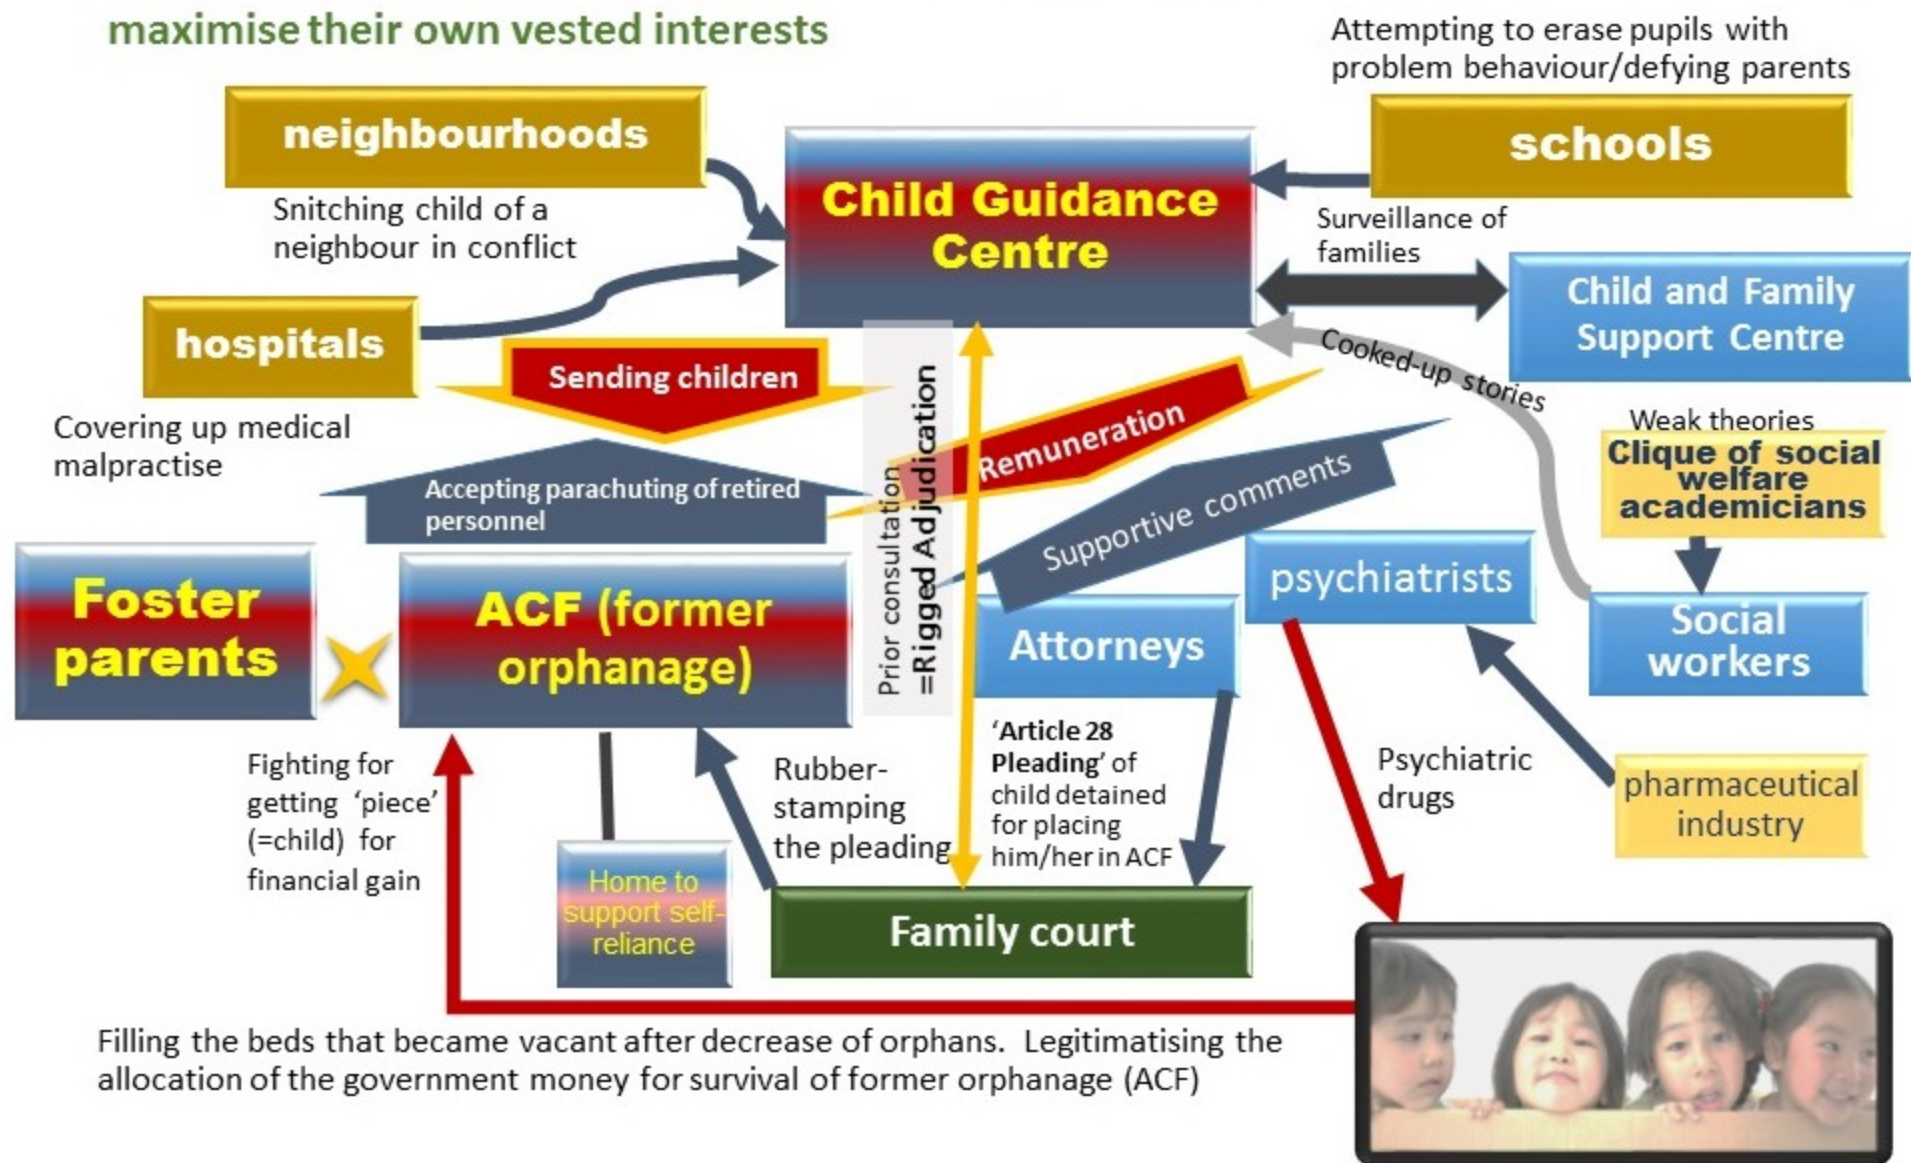 maximise their own vested interests
Attempting to erase pupils with
problem behaviour/defying parents
neighbourhoods
schools
Child Guidance
Centre
Snitching child of a
neighbour in conflict
Surveillance of
families
Child and Family
Support Centre
hospitals
Covering up medical
malpractise
Sending children
Remuneration
Cooked-up stories
Weak theories
Clique of social
welfare
academicians
Accepting parachuting of retired
personnel
Prior consultation
=Rigged Adjudication
Supportive comments
Foster
parents
ACF (former
orphanage)
Attorneys
psychiatrists
Social
workers
Fighting for
getting ‘piece’
(=child) for
financial gain
Rubber-
stamping
the pleading
‘Article 28
Pleading’ of
child detained
for placing
him/her in ACF
Psychiatric
drugs
pharmaceutical
industry
Home to
support self-
reliance
Family court
Filling the beds that became vacant after decrease of orphans. Legitimatising the
allocation of the government money for survival of former orphanage (ACF)